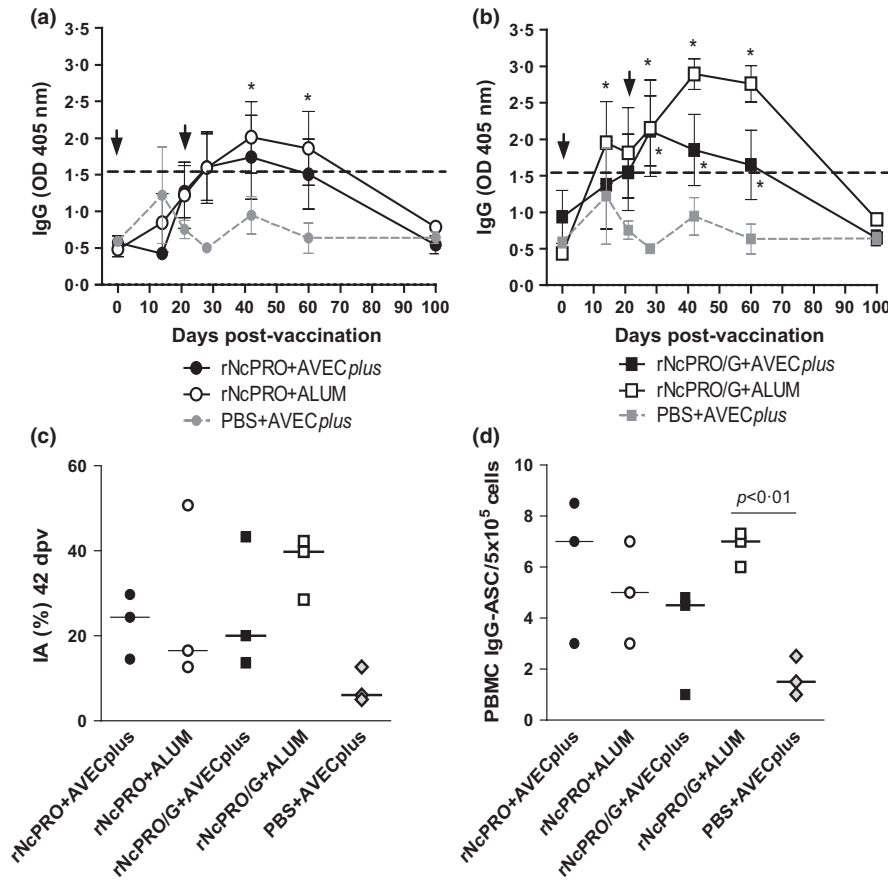 (a)
3·5
3·0
2·5
2·0
1·5
1·0
0·5
0·0
IgG (OD 405 nm)
* *
0 10 20 30 40 50 60 70 80 90 100
Days post-vaccination
rNcPRO+AVECplus
rNcPRO+ALUM
PBS+AVECplus
(b)
3·5
3·0
2·5
2·0
1·5
1·0
0·5
0·0
IgG (OD 405 nm)
* * * *
* * *
0 10 20 30 40 50 60 70 80 90 100
Days post-vaccination
rNcPRO/G+AVECplus
rNcPRO/G+ALUM
PBS+AVECplus
(c)
60
40
20
0
IA (%) 42 dpv
rNcPRO+AVECplus
rNcPRO+ALUM
rNcPRO/G+AVECplus
rNcPRO/G+ALUM
PBS+AVECplus
(d)
10
8
6
4
2
0
PBMC IgG-ASC/5x10⁵ cells
p<0·01
rNcPRO+AVECplus
rNcPRO+ALUM
rNcPRO/G+AVECplus
rNcPRO/G+ALUM
PBS+AVECplus